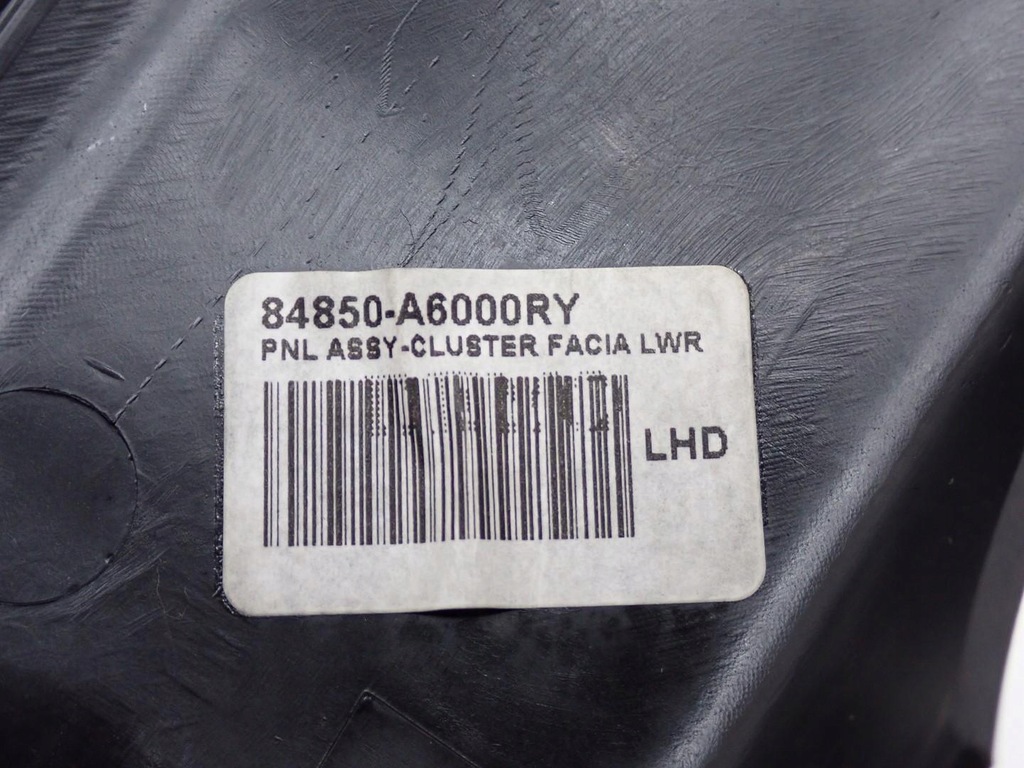 84850-A6000RY
PNL ASSY-CLUSTER FACIA LWR
LHD